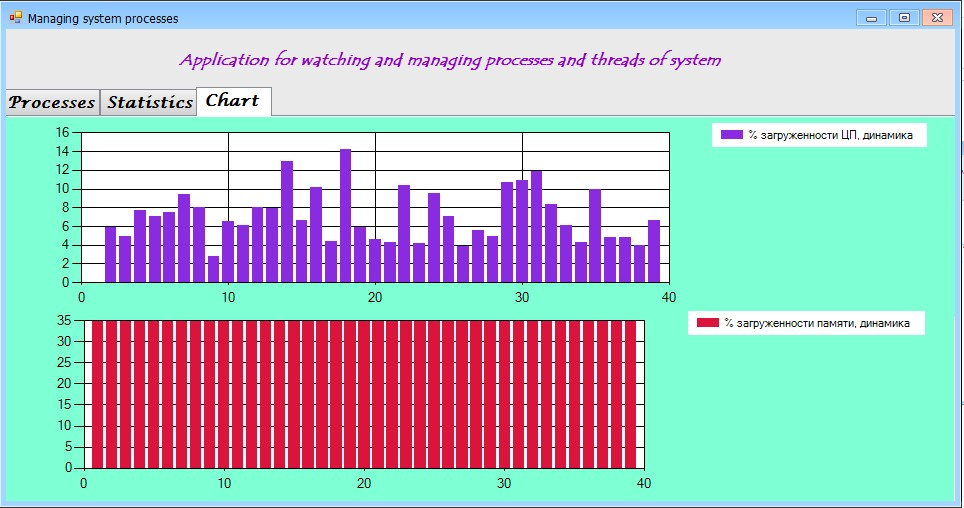 Managing system processes
Application for watching and managing processes and threads of system
Processes Statistics Chart
% загруженности ЦП, динамика
16
14
12
10
8
6
4
2
0
0 10 20 30 40
% загруженности памяти, динамика
35
30
25
20
15
10
5
0
0 10 20 30 40